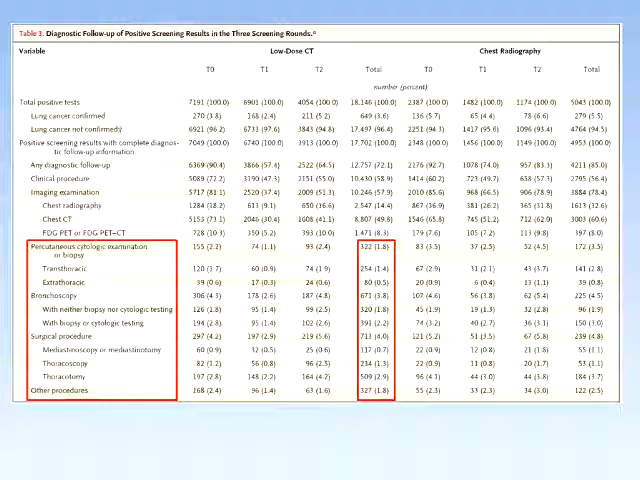 Table 3. Diagnostic Follow-up of Positive Screening Results in the Three Screening Rounds.*
Variable Low-Dose CT Chest Radiography
T0 T1 T2 Total T0 T1 T2 Total
number (percent)
Total positive tests 7191 (100.0) 6901 (100.0) 4054 (100.0) 18,146 (100.0) 2387 (100.0) 1482 (100.0) 1174 (100.0) 5043 (100.0)
Lung cancer confirmed 270 (3.8) 168 (2.4) 211 (5.2) 649 (3.6) 136 (5.7) 65 (4.4) 78 (6.6) 279 (5.5)
Lung cancer not confirmed† 6921 (96.2) 6733 (97.6) 3843 (94.8) 17,497 (96.4) 2251 (94.3) 1417 (95.6) 1096 (93.4) 4764 (94.5)
Positive screening results with complete diagnos- 7049 (100.0) 6740 (100.0) 3913 (100.0) 17,702 (100.0) 2348 (100.0) 1456 (100.0) 1149 (100.0) 4953 (100.0)
tic follow-up information
Any diagnostic follow-up 6369 (90.4) 3866 (57.4) 2522 (64.5) 12,757 (72.1) 2176 (92.7) 1078 (74.0) 957 (83.3) 4211 (85.0)
Clinical procedure 5089 (72.2) 3190 (47.3) 2151 (55.0) 10,430 (58.9) 1414 (60.2) 723 (49.7) 658 (57.3) 2795 (56.4)
Imaging examination 5717 (81.1) 2520 (37.4) 2009 (51.3) 10,246 (57.9) 2010 (85.6) 968 (66.5) 906 (78.9) 3884 (78.4)
Chest radiography 1284 (18.2) 613 (9.1) 650 (16.6) 2,547 (14.4) 867 (36.9) 381 (26.2) 365 (31.8) 1613 (32.6)
Chest CT 5153 (73.1) 2046 (30.4) 1608 (41.1) 8,807 (49.8) 1546 (65.8) 745 (51.2) 712 (62.0) 3003 (60.6)
FDG PET or FDG PET–CT 728 (10.3) 350 (5.2) 393 (10.0) 1,471 (8.3) 179 (7.6) 105 (7.2) 113 (9.8) 397 (8.0)
Percutaneous cytologic examination 155 (2.2) 74 (1.1) 93 (2.4) 322 (1.8) 83 (3.5) 37 (2.5) 52 (4.5) 172 (3.5)
or biopsy
Transthoracic 120 (1.7) 60 (0.9) 74 (1.9) 254 (1.4) 67 (2.9) 31 (2.1) 43 (3.7) 141 (2.8)
Extrathoracic 39 (0.6) 17 (0.3) 24 (0.6) 80 (0.5) 20 (0.9) 6 (0.4) 13 (1.1) 39 (0.8)
Bronchoscopy 306 (4.3) 178 (2.6) 187 (4.8) 671 (3.8) 107 (4.6) 56 (3.8) 62 (5.4) 225 (4.5)
With neither biopsy nor cytologic testing 126 (1.8) 95 (1.4) 99 (2.5) 320 (1.8) 45 (1.9) 19 (1.3) 32 (2.8) 96 (1.9)
With biopsy or cytologic testing 194 (2.8) 95 (1.4) 102 (2.6) 391 (2.2) 74 (3.2) 40 (2.7) 36 (3.1) 150 (3.0)
Surgical procedure 297 (4.2) 197 (2.9) 219 (5.6) 713 (4.0) 121 (5.2) 51 (3.5) 67 (5.8) 239 (4.8)
Mediastinoscopy or mediastinotomy 60 (0.9) 32 (0.5) 25 (0.6) 117 (0.7) 22 (0.9) 12 (0.8) 21 (1.8) 55 (1.1)
Thoracoscopy 82 (1.2) 56 (0.8) 96 (2.5) 234 (1.3) 22 (0.9) 11 (0.8) 20 (1.7) 53 (1.1)
Thoracotomy 197 (2.8) 148 (2.2) 164 (4.2) 509 (2.9) 96 (4.1) 44 (3.0) 44 (3.8) 184 (3.7)
Other procedures 168 (2.4) 96 (1.4) 63 (1.6) 327 (1.8) 55 (2.3) 33 (2.3) 34 (3.0) 122 (2.5)